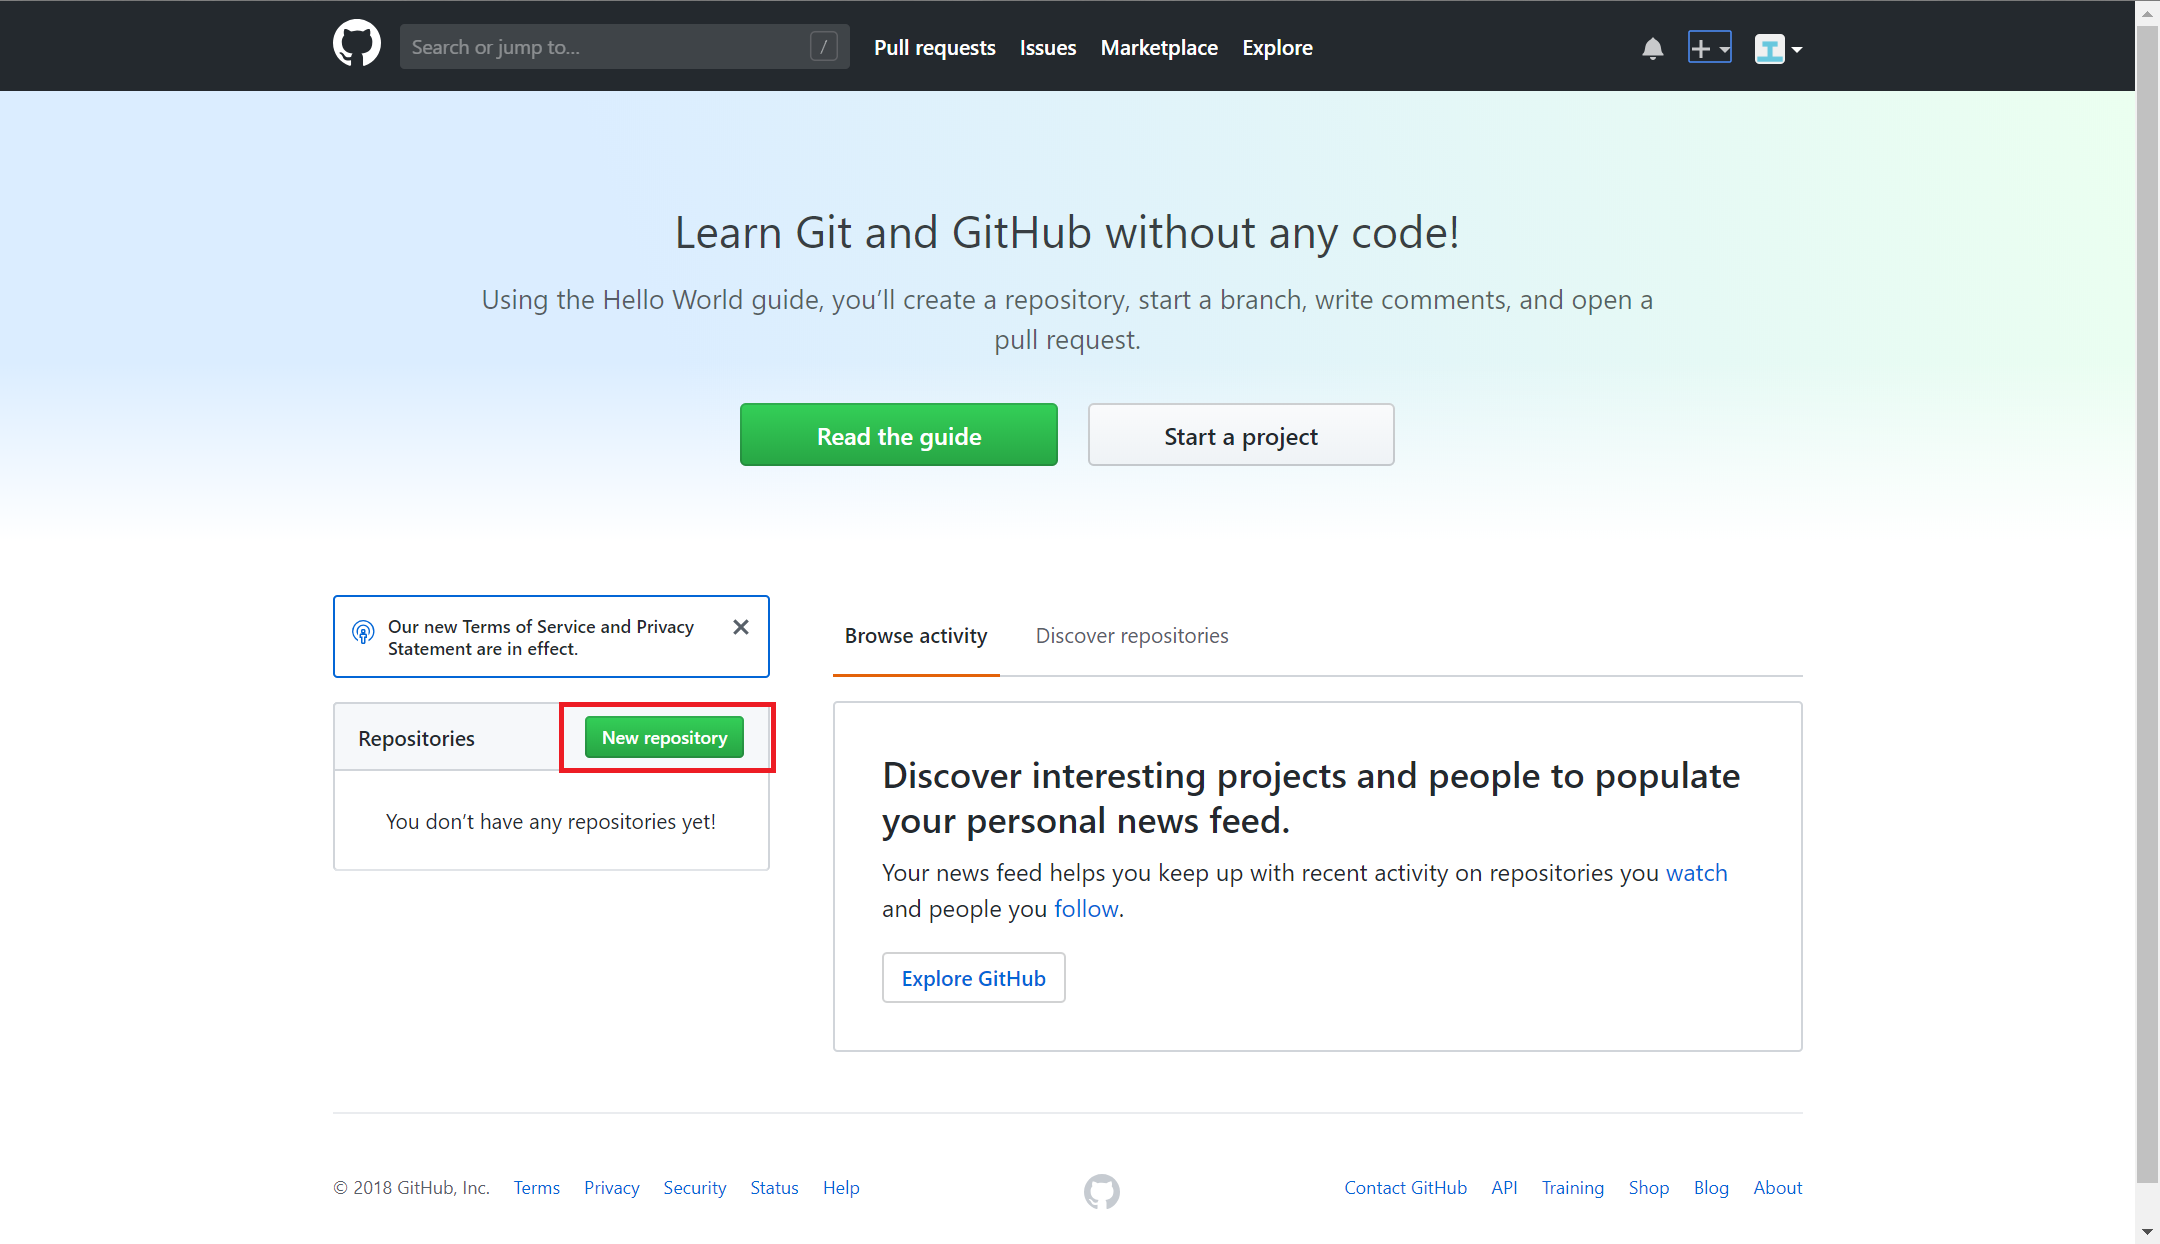 Search or jump to...
/
Pull requests
Issues
Marketplace
Explore
Learn Git and GitHub without any code!
Using the Hello World guide, you’ll create a repository, start a branch, write comments, and open a
pull request.
Read the guide
Start a project
Our new Terms of Service and Privacy
Statement are in effect.
Repositories
New repository
You don’t have any repositories yet!
Browse activity
Discover repositories
Discover interesting projects and people to populate
your personal news feed.
Your news feed helps you keep up with recent activity on repositories you watch
and people you follow.
Explore GitHub
© 2018 GitHub, Inc.
Terms
Privacy
Security
Status
Help
Contact GitHub
API
Training
Shop
Blog
About